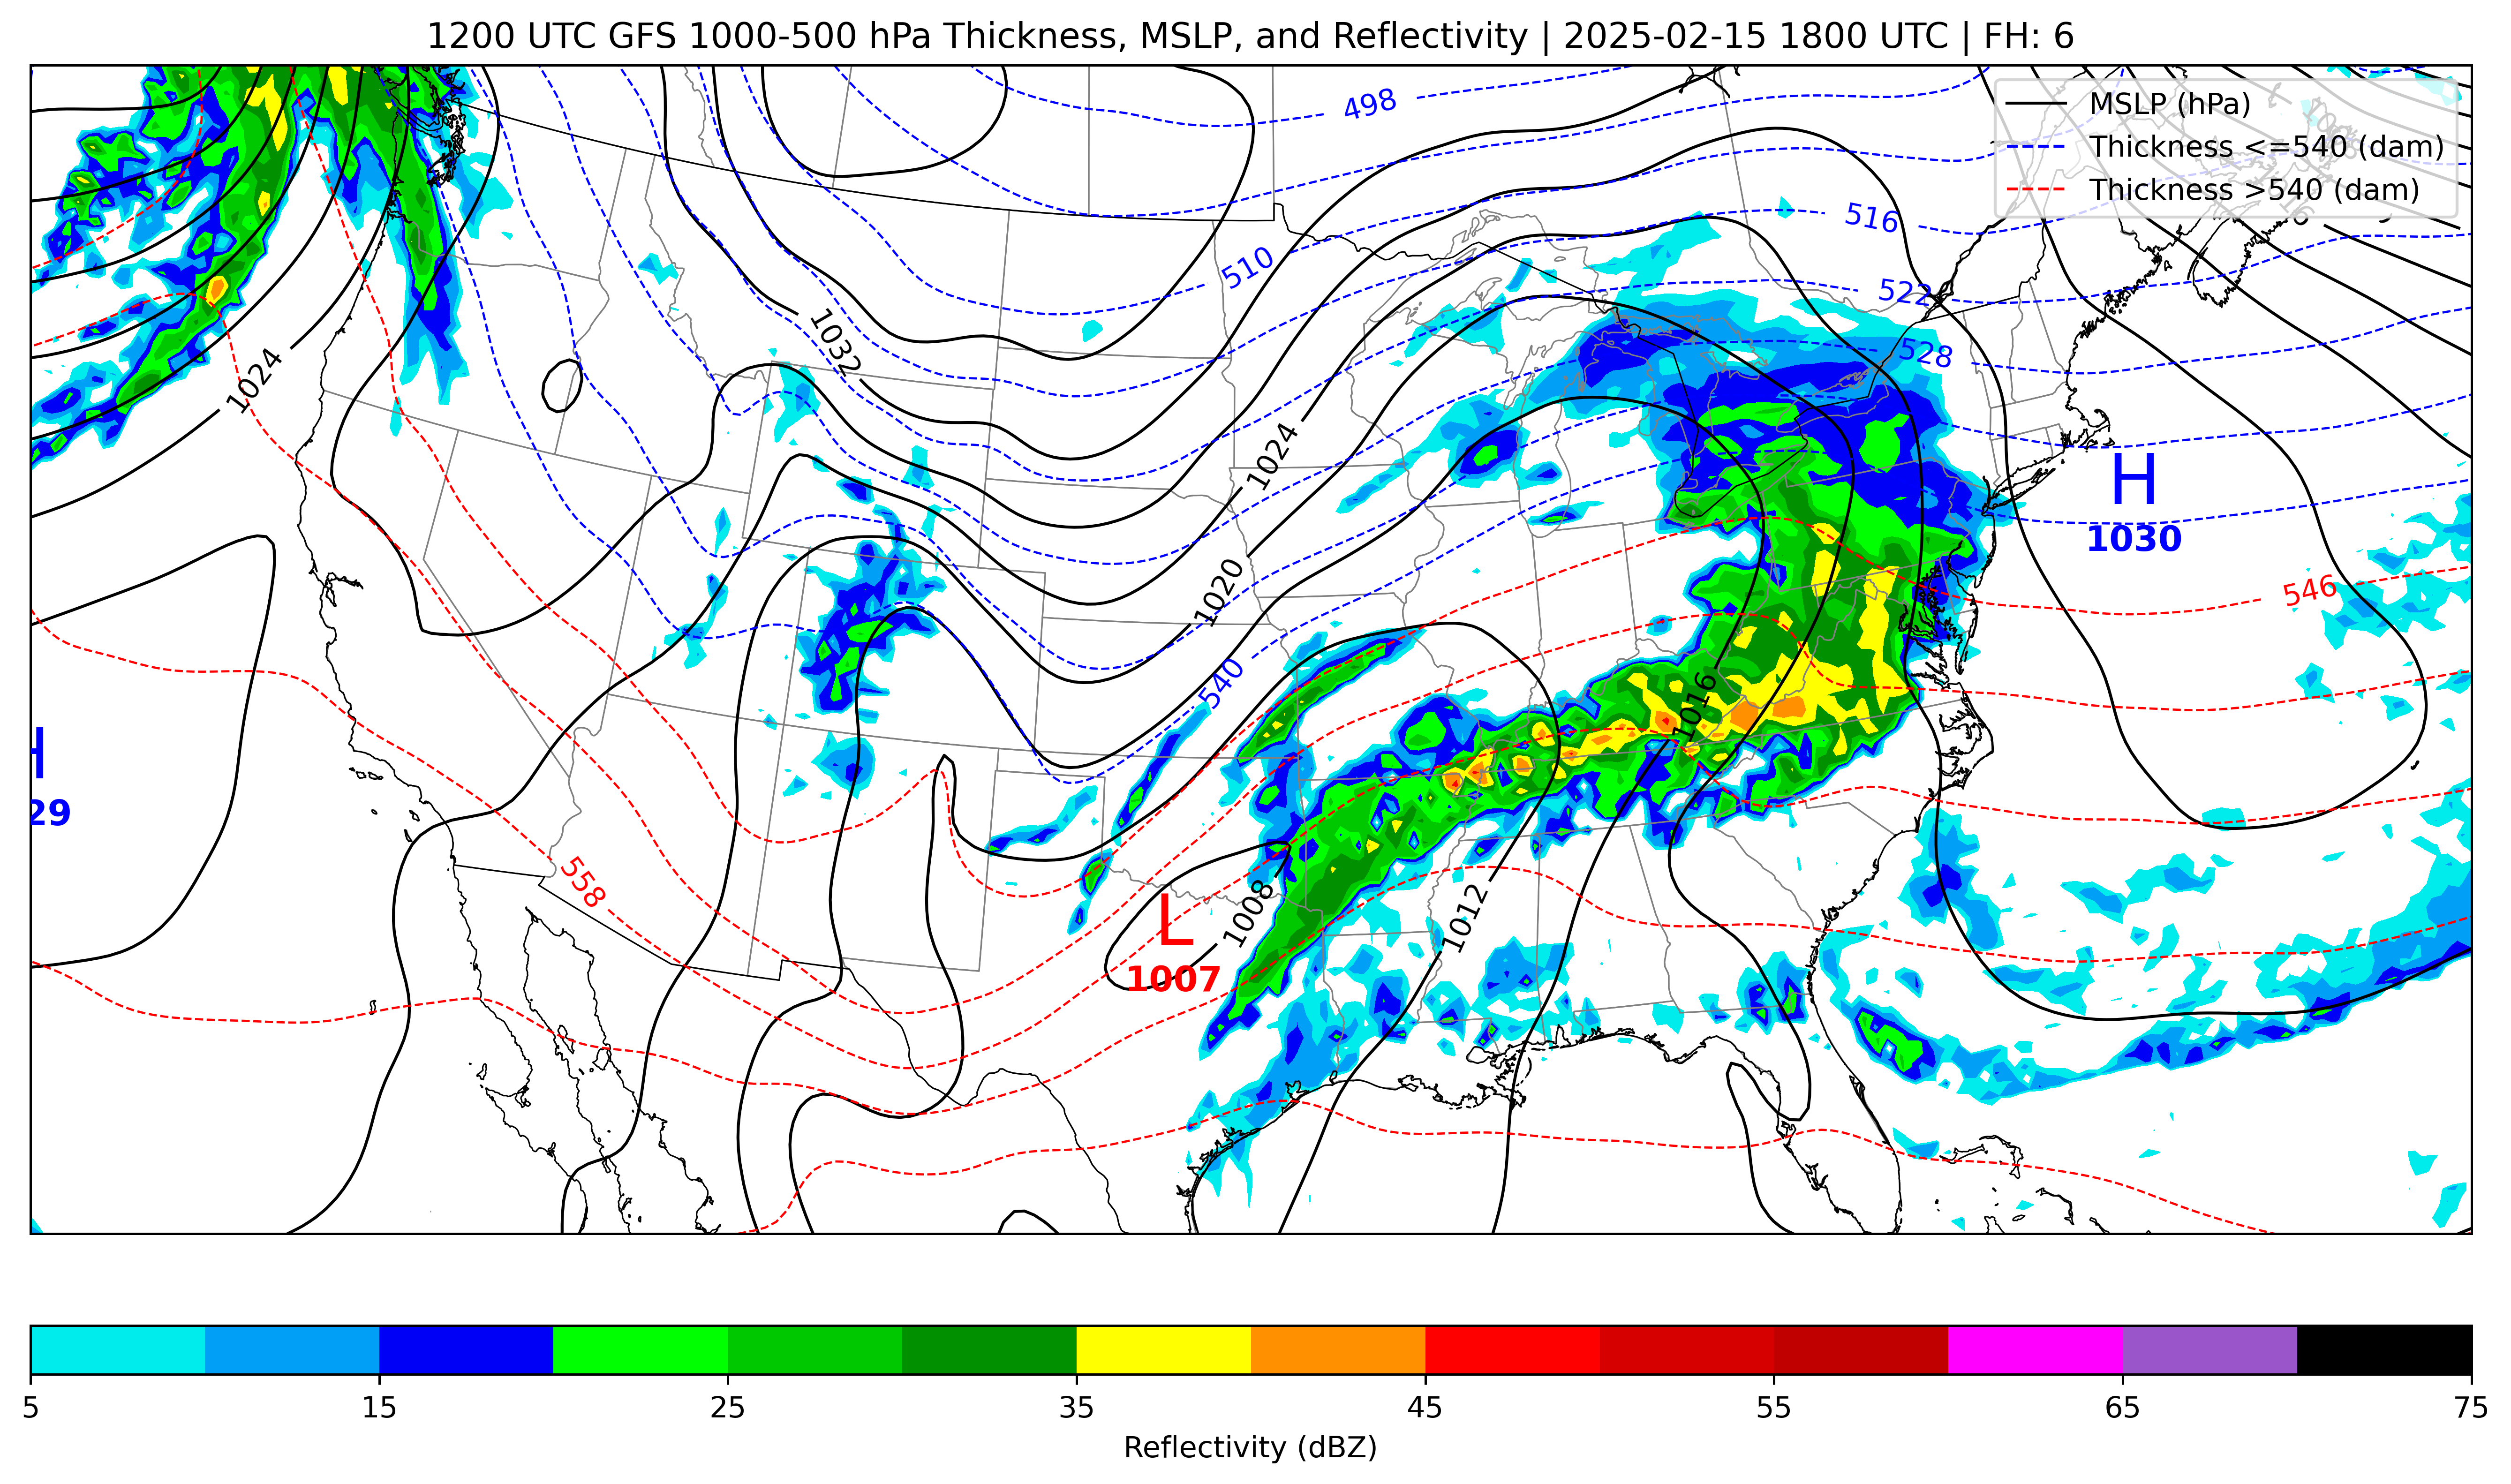 1200 UTC GFS 1000-500 hPa Thickness, MSLP, and Reflectivity | 2025-02-15 1800 UTC | FH: 6
MSLP (hPa)
Thickness <=540 (dam)
Thickness >540 (dam)
498
516
510
522
528
1032
1024
1024
H
1030
1020
546
540
1016
H
29
558
1008
L
1007
1012
5 15 25 35 45 55 65 75
Reflectivity (dBZ)